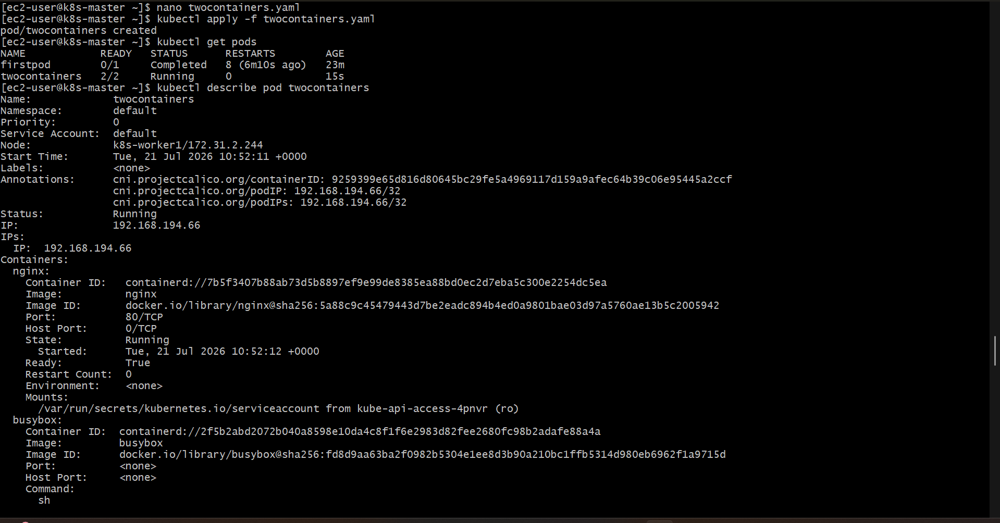 [ec2-user@k8s-master ~]$ nano twocontainers.yaml
[ec2-user@k8s-master ~]$ kubectl apply -f twocontainers.yaml
pod/twocontainers created
[ec2-user@k8s-master ~]$ kubectl get pods
NAME            READY   STATUS      RESTARTS        AGE
firstpod        0/1     Completed   8 (6m10s ago)   23m
twocontainers   2/2     Running     0               15s
[ec2-user@k8s-master ~]$ kubectl describe pod twocontainers
Name:             twocontainers
Namespace:        default
Priority:         0
Service Account:  default
Node:             k8s-worker1/172.31.2.244
Start Time:       Tue, 21 Jul 2026 10:52:11 +0000
Labels:           <none>
Annotations:      cni.projectcalico.org/containerID: 9259399e65d816d80645bc29fe5a4969117d159a9afec64b39c06e95445a2ccf
                  cni.projectcalico.org/podIP: 192.168.194.66/32
                  cni.projectcalico.org/podIPs: 192.168.194.66/32
Status:           Running
IP:               192.168.194.66
IPs:
  IP:  192.168.194.66
Containers:
  nginx:
    Container ID:   containerd://7b5f3407b88ab73d5b8897ef9e99de8385ea88bd0ec2d7eba5c300e2254dc5ea
    Image:          nginx
    Image ID:       docker.io/library/nginx@sha256:5a88c9c45479443d7be2eadc894b4ed0a9801bae03d97a5760ae13b5c2005942
    Port:           80/TCP
    Host Port:      0/TCP
    State:          Running
      Started:      Tue, 21 Jul 2026 10:52:12 +0000
    Ready:          True
    Restart Count:  0
    Environment:    <none>
    Mounts:
      /var/run/secrets/kubernetes.io/serviceaccount from kube-api-access-4pnvr (ro)
  busybox:
    Container ID:  containerd://2f5b2abd2072b040a8598e10da4c8f1f6e2983d82fee2680fc98b2adafe88a4a
    Image:         busybox
    Image ID:      docker.io/library/busybox@sha256:fd8d9aa63ba2f0982b5304e1ee8d3b90a210bc1ffb5314d980eb6962f1a9715d
    Port:          <none>
    Host Port:     <none>
    Command:
      sh